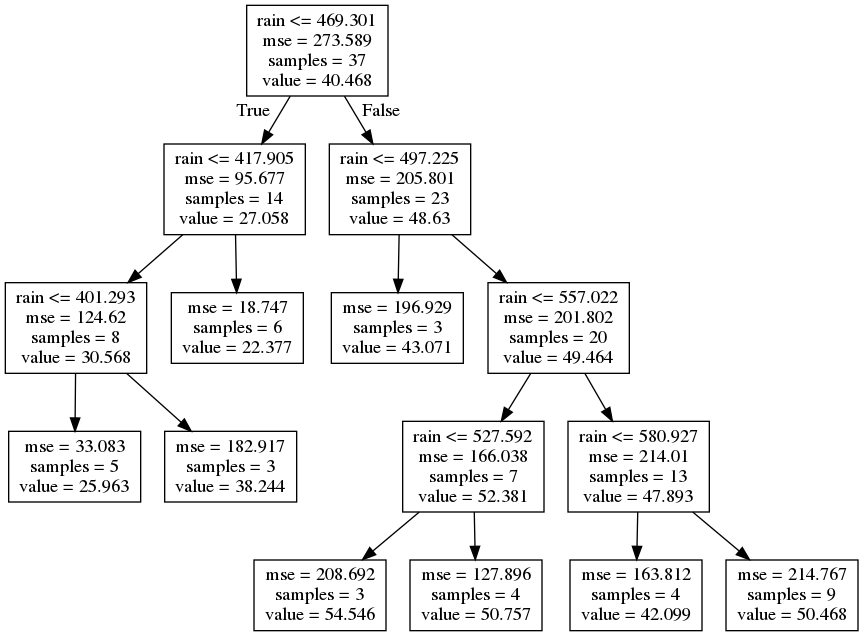 rain <= 469.301
mse = 273.589
samples = 37
value = 40.468
True
False
rain <= 417.905
mse = 95.677
samples = 14
value = 27.058
rain <= 497.225
mse = 205.801
samples = 23
value = 48.63
rain <= 401.293
mse = 124.62
samples = 8
value = 30.568
mse = 18.747
samples = 6
value = 22.377
mse = 196.929
samples = 3
value = 43.071
rain <= 557.022
mse = 201.802
samples = 20
value = 49.464
mse = 33.083
samples = 5
value = 25.963
mse = 182.917
samples = 3
value = 38.244
rain <= 527.592
mse = 166.038
samples = 7
value = 52.381
rain <= 580.927
mse = 214.01
samples = 13
value = 47.893
mse = 208.692
samples = 3
value = 54.546
mse = 127.896
samples = 4
value = 50.757
mse = 163.812
samples = 4
value = 42.099
mse = 214.767
samples = 9
value = 50.468